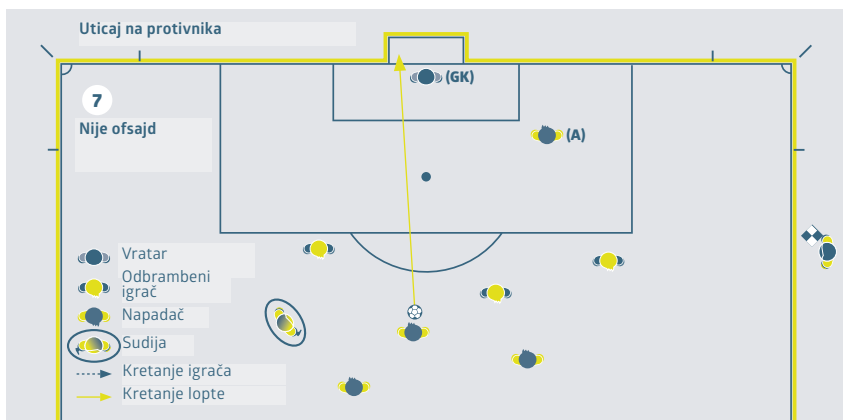 Uticaj na protivnika
(GK)
7
(A)
Nije ofsajd
Vratar
Odbrambeni
igrač
Napadač
Sudija
Kretanje igrača
Kretanje lopte